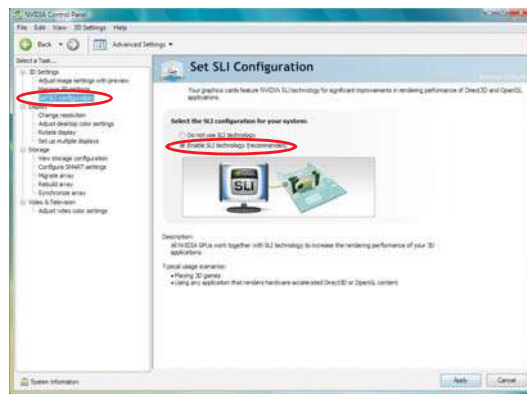 NVIDIA Control Panel
File Edit View 3D Settings Help
Back Advanced Settings
Select a Task...
3D Settings
Adjust image settings with preview
Manage 3D settings
Set SLI configuration
Display
Change resolution
Adjust desktop color settings
Rotate display
Set up multiple displays
Storage
View storage configuration
Configure SMART settings
Migrate array
Rebuild array
Synchronize array
Video & Television
Adjust video color settings
System Information
Set SLI Configuration
Your graphics cards feature NVIDIA SLI technology for significant improvements in rendering performance of Direct3D and OpenGL
applications.
Select the SLI configuration for your system:
Do not use SLI technology
Enable SLI technology (recommended)
SLI
Description:
All NVIDIA GPUs work together with SLI technology to increase the rendering performance of your 3D
applications.
Typical usage scenarios:
• Playing 3D games
• Using any application that renders hardware accelerated Direct3D or OpenGL content
Apply Cancel